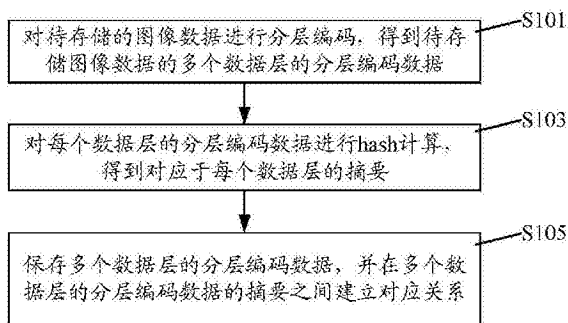 S101
对待存储的图像数据进行分层编码，得到待存
储图像数据的多个数据层的分层编码数据
S103
对每个数据层的分层编码数据进行hash计算，
得到对应于每个数据层的摘要
S105
保存多个数据层的分层编码数据，并在多个数
据层的分层编码数据的摘要之间建立对应关系